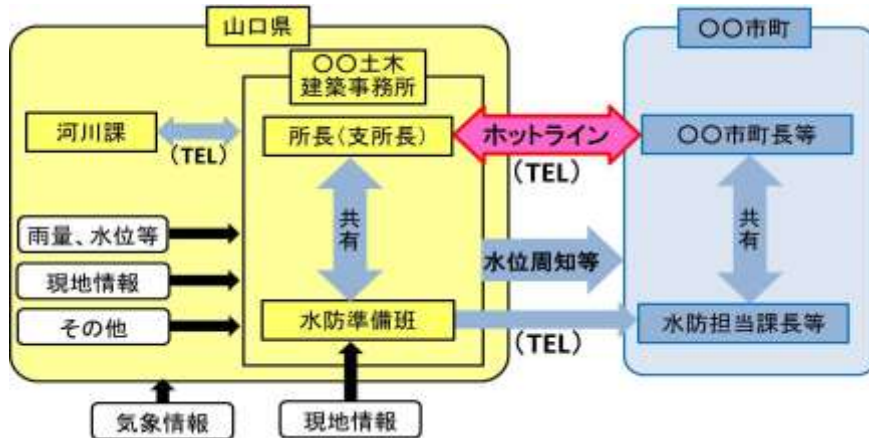 山口県
〇〇市町
〇〇土木
建築事務所
河川課
(TEL)
所長(支所長)
ホットライン
(TEL)
〇〇市町長等
共有
共有
雨量、水位等
現地情報
その他
水位周知等
水防準備班
(TEL)
水防担当課長等
気象情報
現地情報